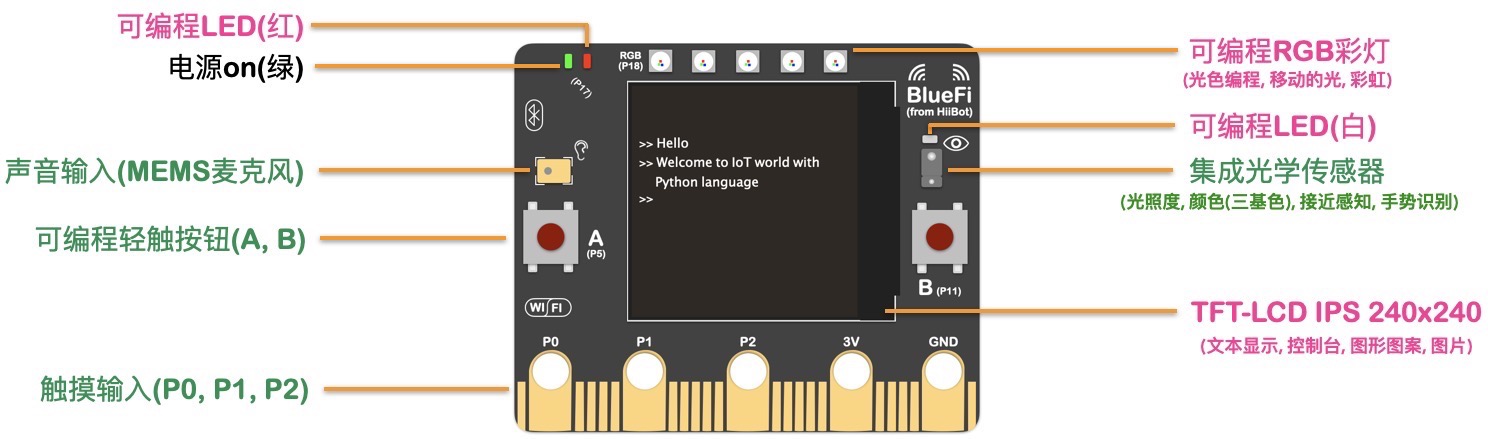 可编程LED(红)
电源on(绿)
声音输入(MEMS麦克风)
可编程轻触按钮(A, B)
触摸输入(P0, P1, P2)
RGB
(P18)
(P17)
BlueFi
(from HiiBot)
>> Hello
>> Welcome to IoT world with
Python language
>>
A
(P5)
B (P11)
WI FI
P0 P1 P2 3V GND
可编程RGB彩灯
(光色编程, 移动的光, 彩虹)
可编程LED(白)
集成光学传感器
(光照度, 颜色(三基色), 接近感知, 手势识别)
TFT-LCD IPS 240x240
(文本显示, 控制台, 图形图案, 图片)